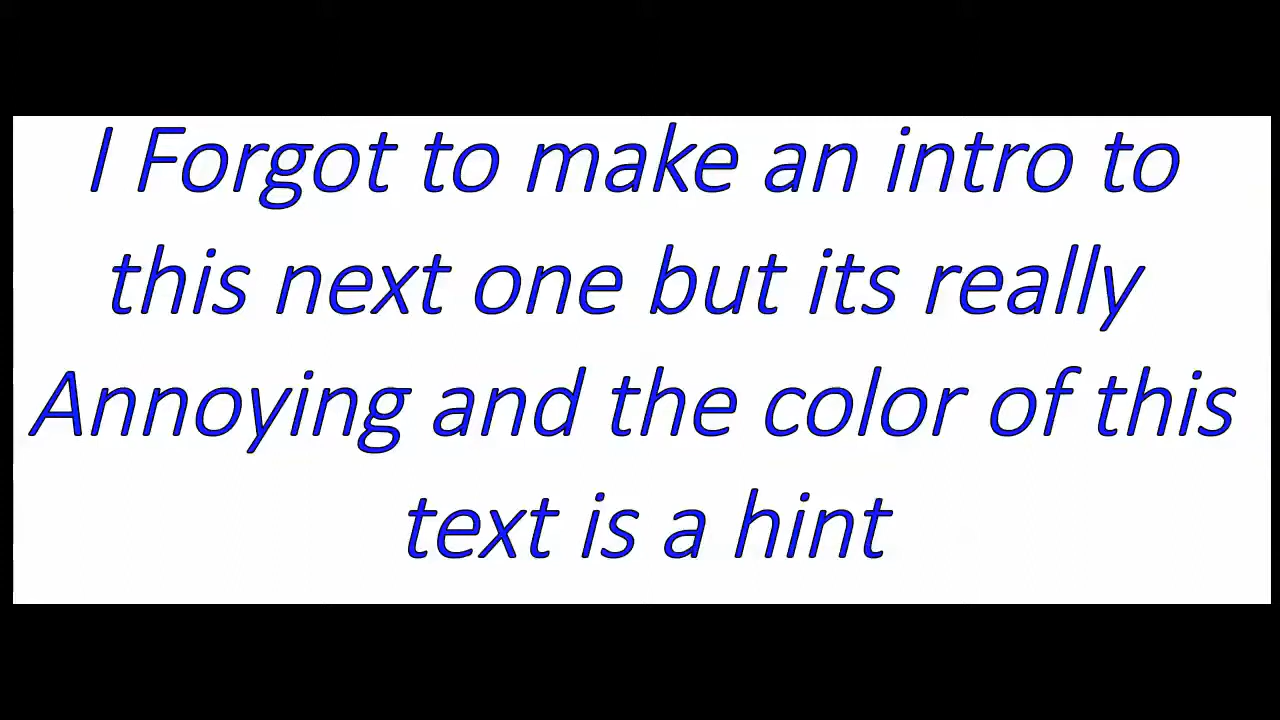 I Forgot to make an intro to
this next one but its really
Annoying and the color of this
text is a hint